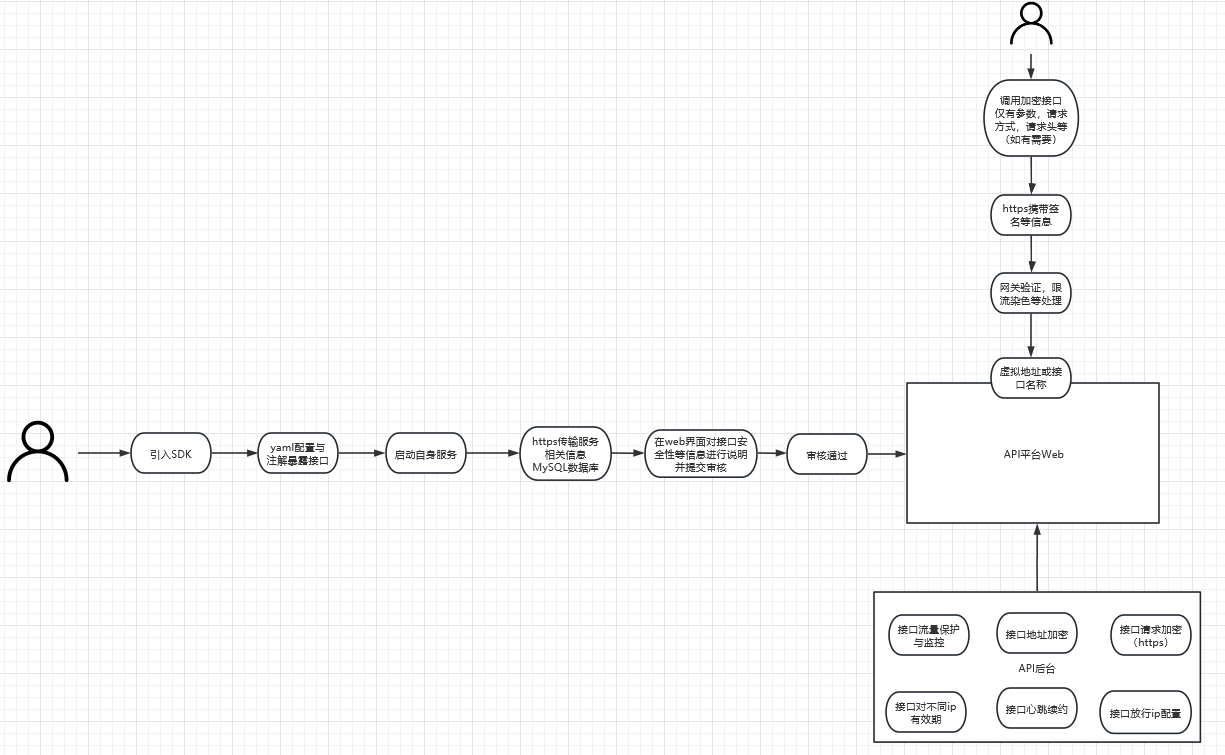 调用加密接口
仅有参数，请求
方式，请求头等
（如有需要）
https携带签
名等信息
网关验证，限
流染色等处理
虚拟地址或接
口名称
引入SDK
yaml配置与
注解暴露接口
启动自身服务
https传输服务
相关信息
MySQL数据库
在web界面对接口安
全性等信息进行说明
并提交审核
审核通过
API平台Web
接口流量保护
与监控
接口地址加密
接口请求加密
（https）
API后台
接口对不同ip
有效期
接口心跳续约
接口放行ip配置